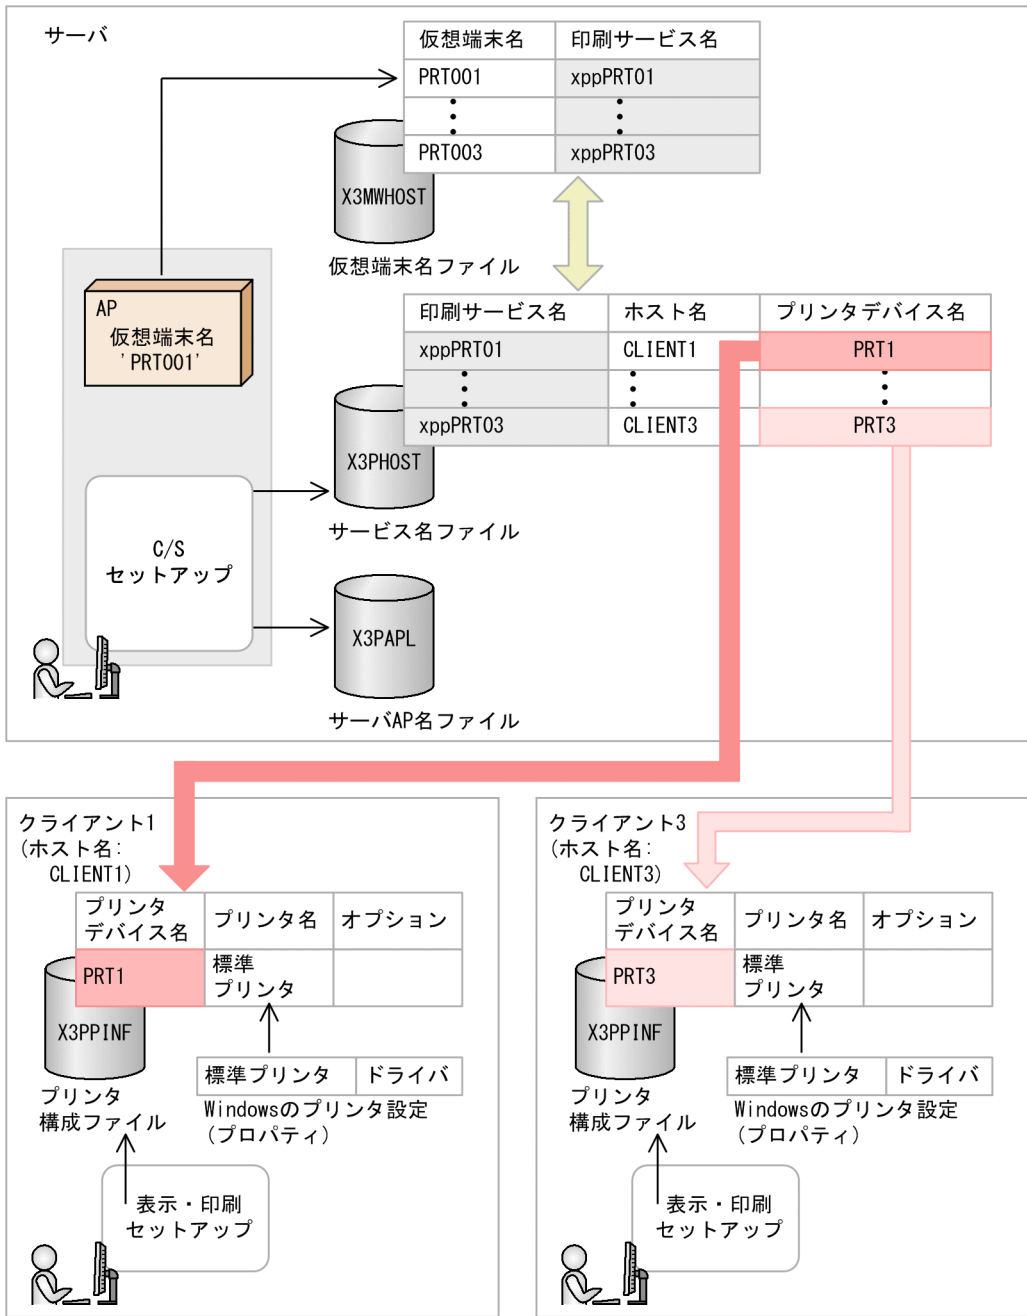 サーバ
仮想端末名 印刷サービス名
PRT001 xppPRT01
PRT003 xppPRT03
X3MWHOST
仮想端末名ファイル
AP
仮想端末名
'PRT001'
印刷サービス名 ホスト名 プリンタデバイス名
xppPRT01 CLIENT1 PRT1
xppPRT03 CLIENT3 PRT3
X3PHOST
サービス名ファイル
C/S
セットアップ
X3PAPL
サーバAP名ファイル
クライアント1
(ホスト名:
CLIENT1)
プリンタ
デバイス名 プリンタ名 オプション
PRT1 標準
プリンタ
X3PPINF
標準プリンタ ドライバ
プリンタ
構成ファイル
Windowsのプリンタ設定
(プロパティ)
表示・印刷
セットアップ
クライアント3
(ホスト名:
CLIENT3)
プリンタ
デバイス名 プリンタ名 オプション
PRT3 標準
プリンタ
X3PPINF
標準プリンタ ドライバ
プリンタ
構成ファイル
Windowsのプリンタ設定
(プロパティ)
表示・印刷
セットアップ